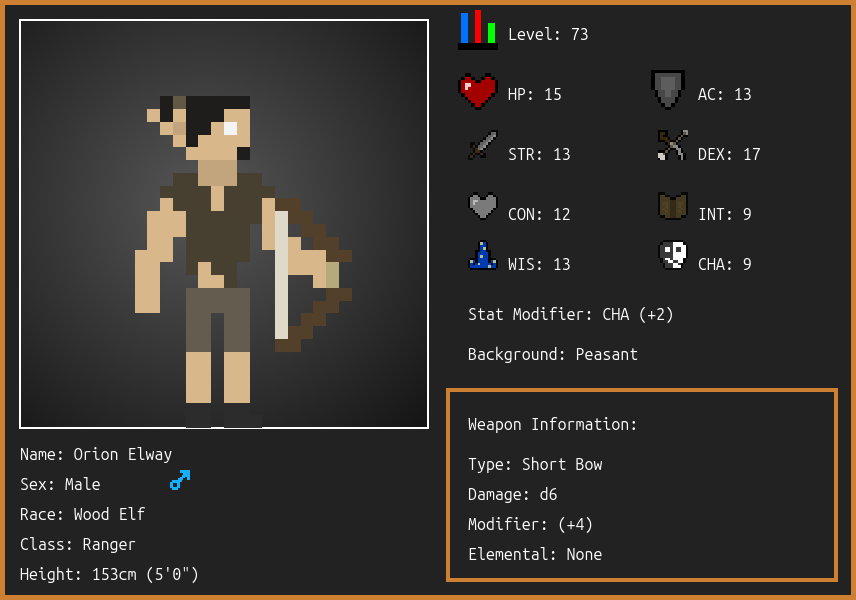 Level: 73
HP: 15
AC: 13
STR: 13
DEX: 17
CON: 12
INT: 9
WIS: 13
CHA: 9
Stat Modifier: CHA (+2)
Background: Peasant
Weapon Information:
Type: Short Bow
Damage: d6
Modifier: (+4)
Elemental: None
Name: Orion Elway
Sex: Male
Race: Wood Elf
Class: Ranger
Height: 153cm (5'0")